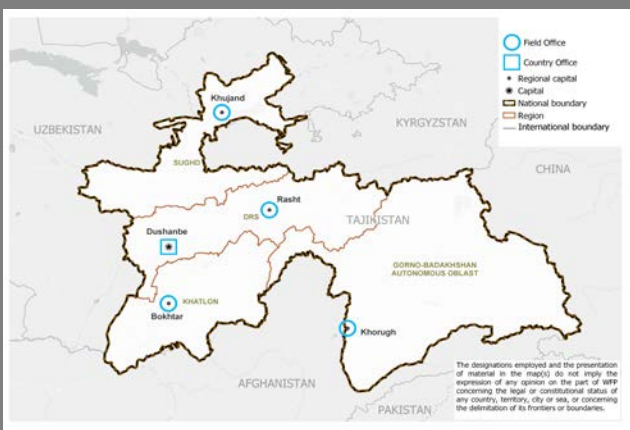 Field Office
Country Office
Regional capital
Capital
National boundary
Region
International boundary
Khujand
UZBEKISTAN
KYRGYZSTAN
CHINA
SUGHD
Rasht
DRS
TAJIKISTAN
Dushanbe
GORNO-BADAKHSHAN
AUTONOMOUS OBLAST
KHATLON
Bokhtar
Khorugh
AFGHANISTAN
PAKISTAN
The designations employed and the presentation
of material in the map(s) do not imply the
expression of any opinion on the part of WFP
concerning the legal or constitutional status of
any country, territory, city or sea, or concerning
the delimitation of its frontiers or boundaries.